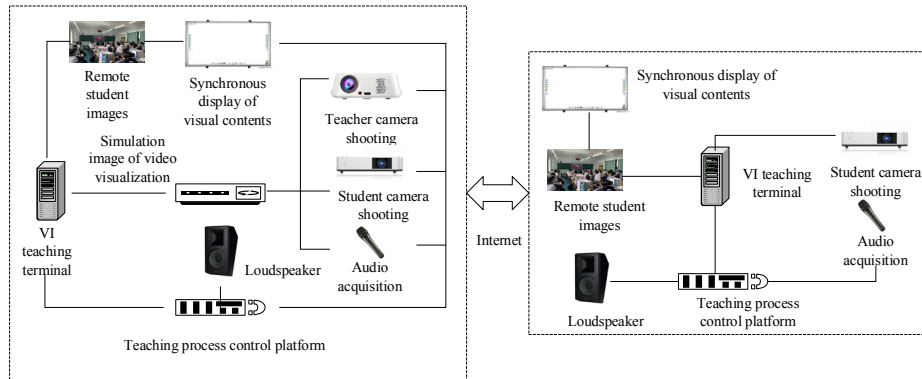 Remote
student
images
Synchronous
display of
visual contents
Simulation
image of video
visualization
Teacher camera
shooting
Student camera
shooting
VI
teaching
terminal
Loudspeaker
Audio
acquisition
Teaching process control platform
Internet
Synchronous display of
visual contents
Remote student
images
VI teaching
terminal
Student camera
shooting
Audio
acquisition
Loudspeaker
Teaching process
control platform